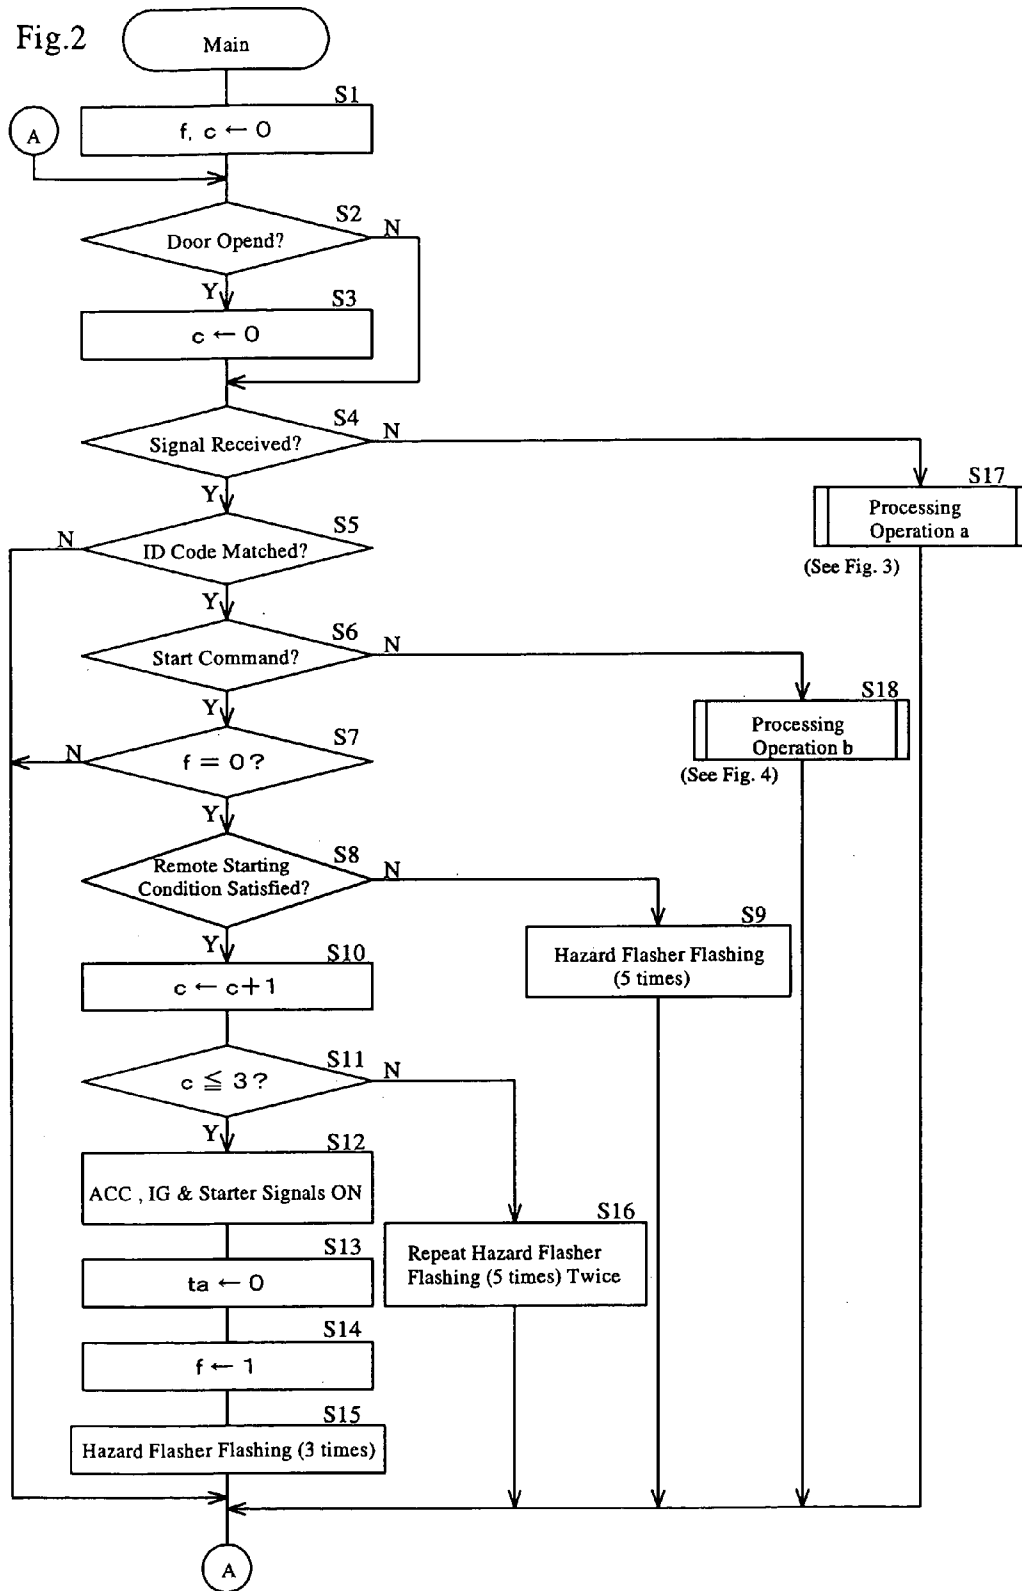 Fig.2
Main
S1
A
f, c ← 0
S2
N
Door Opend?
Y
S3
c ← 0
S4
N
Signal Received?
Y
S17
Processing
Operation a
(See Fig. 3)
S5
N
ID Code Matched?
Y
S6
N
Start Command?
Y
S18
Processing
Operation b
(See Fig. 4)
S7
N
f = 0?
Y
S8
N
Remote Starting
Condition Satisfied?
Y
S9
Hazard Flasher Flashing
(5 times)
S10
c ← c+1
S11
N
c ≦ 3?
Y
S12
ACC , IG & Starter Signals ON
S16
Repeat Hazard Flasher
Flashing (5 times) Twice
S13
ta ← 0
S14
f ← 1
S15
Hazard Flasher Flashing (3 times)
A